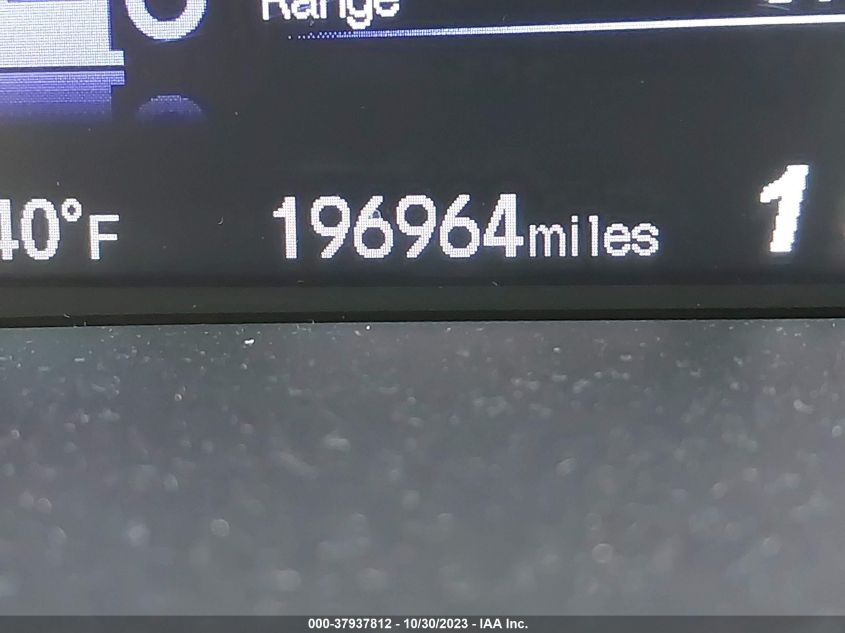 Range
40°F 196964miles 1
000-37937812 - 10/30/2023 - IAA Inc.